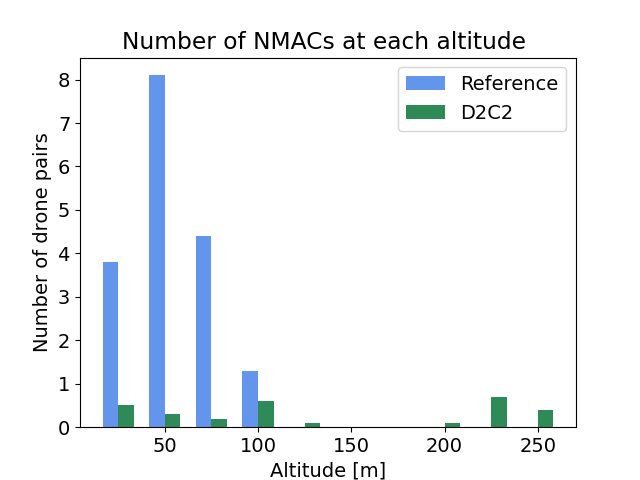 Number of NMACs at each altitude
Reference
D2C2
Number of drone pairs
8
7
6
5
4
3
2
1
0
50
100
150
200
250
Altitude [m]